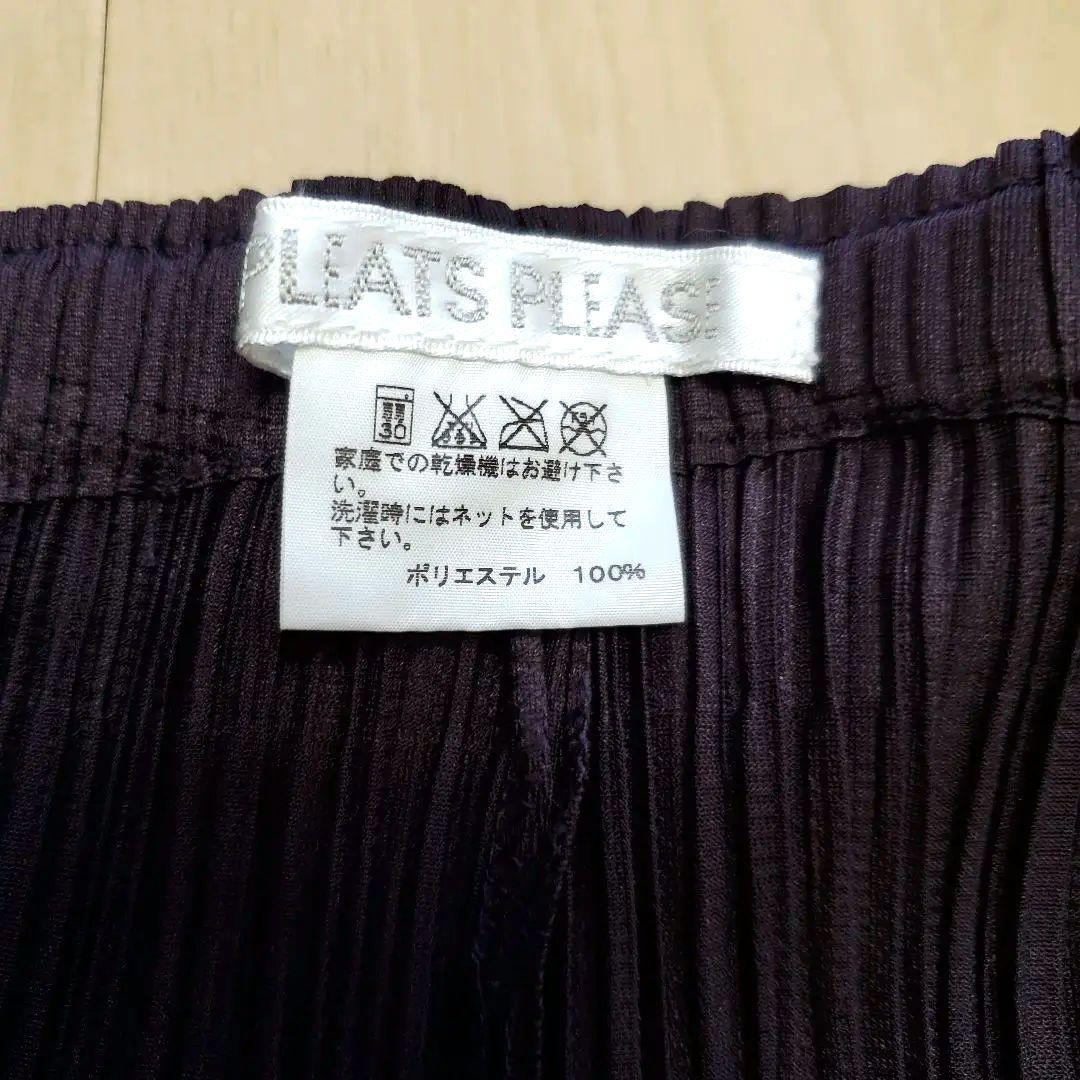 PLEATS PLEASE
弱
30
家庭での乾燥機はお避け下さ
い。
洗濯時にはネットを使用して
下さい。
ポリエステル 100%